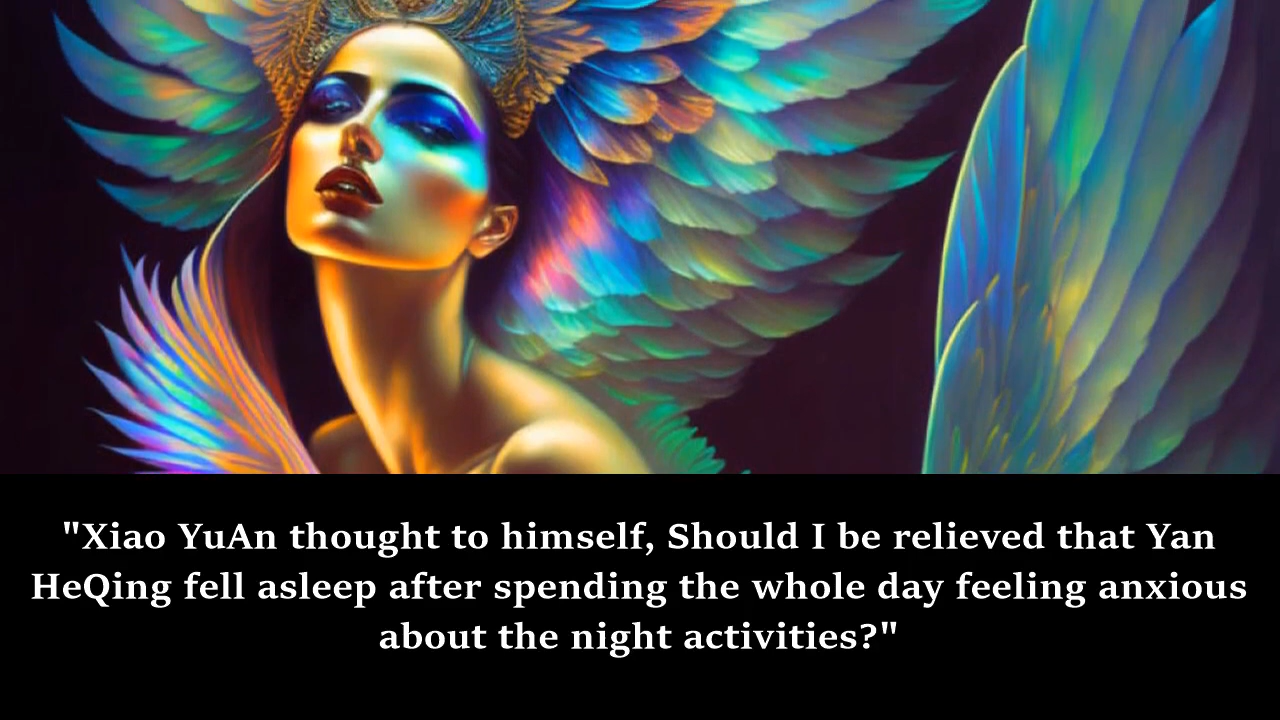 "Xiao YuAn thought to himself, Should I be relieved that Yan
HeQing fell asleep after spending the whole day feeling anxious
about the night activities?"